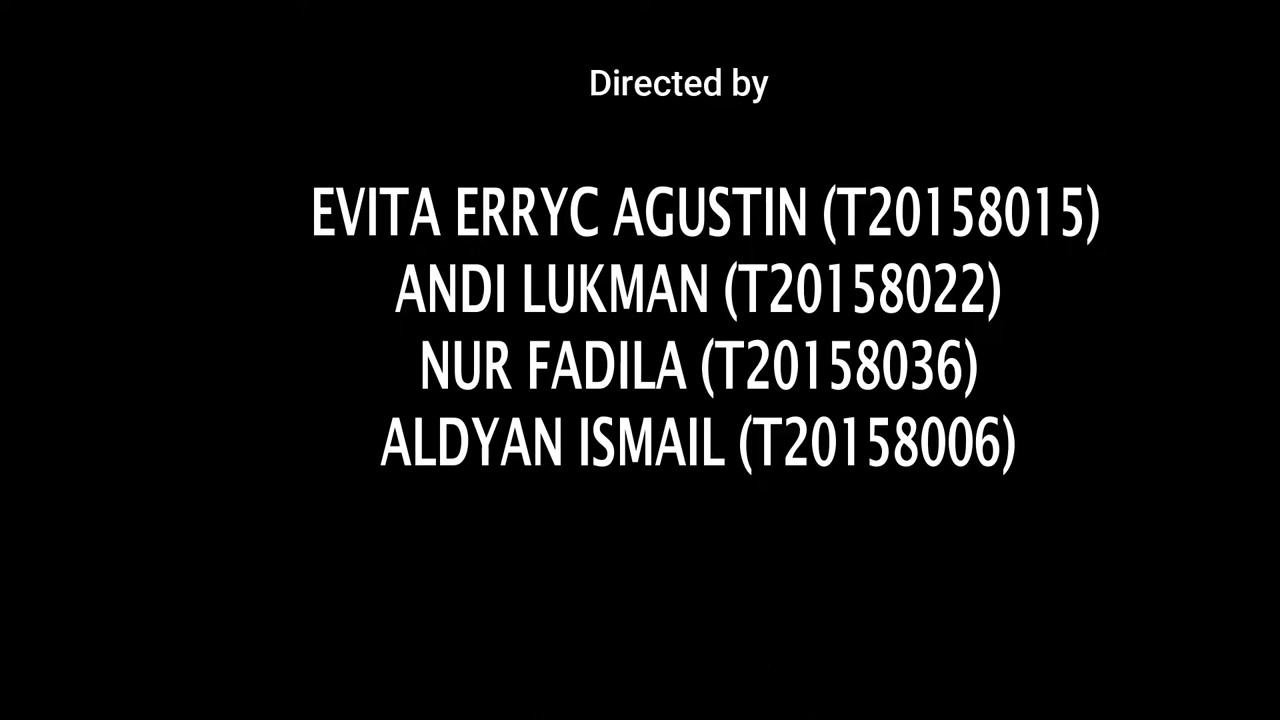 Directed by
EVITA ERRYC AGUSTIN (T20158015)
ANDI LUKMAN (T20158022)
NUR FADILA (T20158036)
ALDYAN ISMAIL (T20158006)